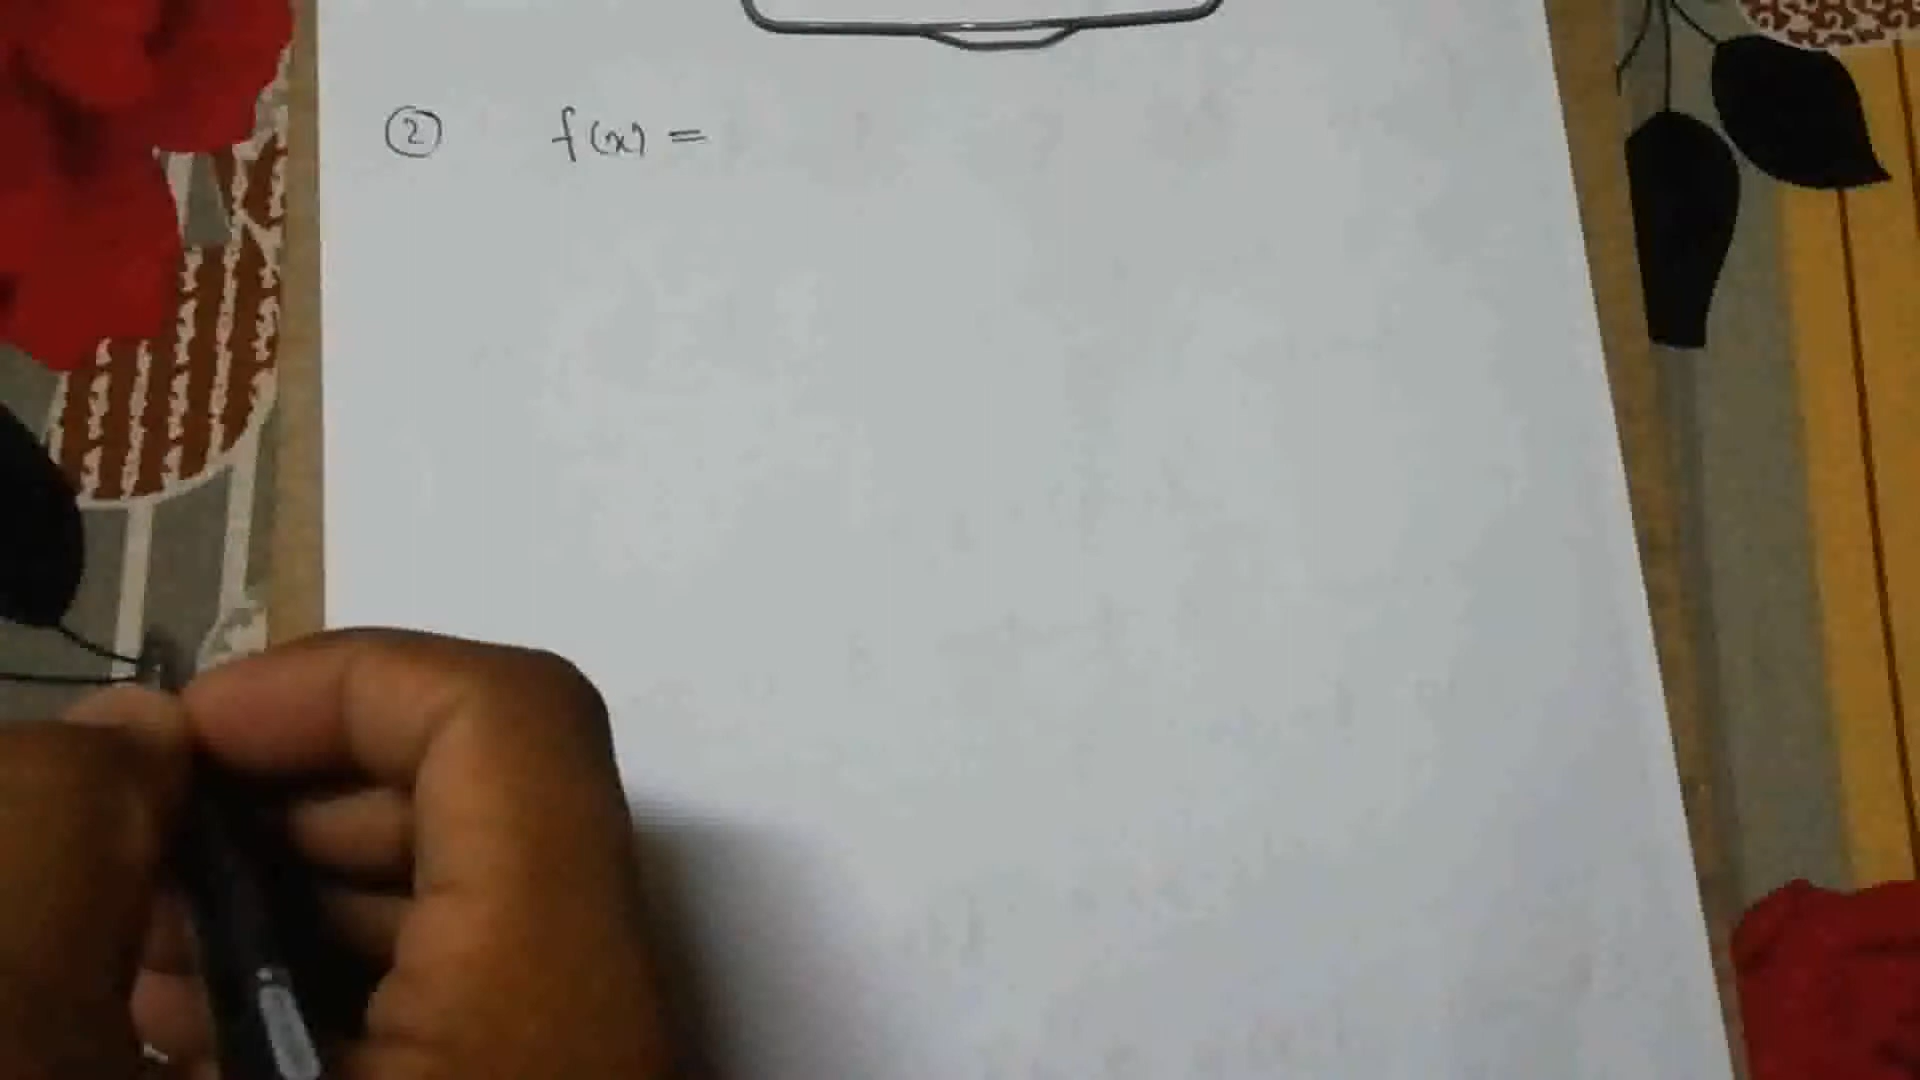 ② f(x) =